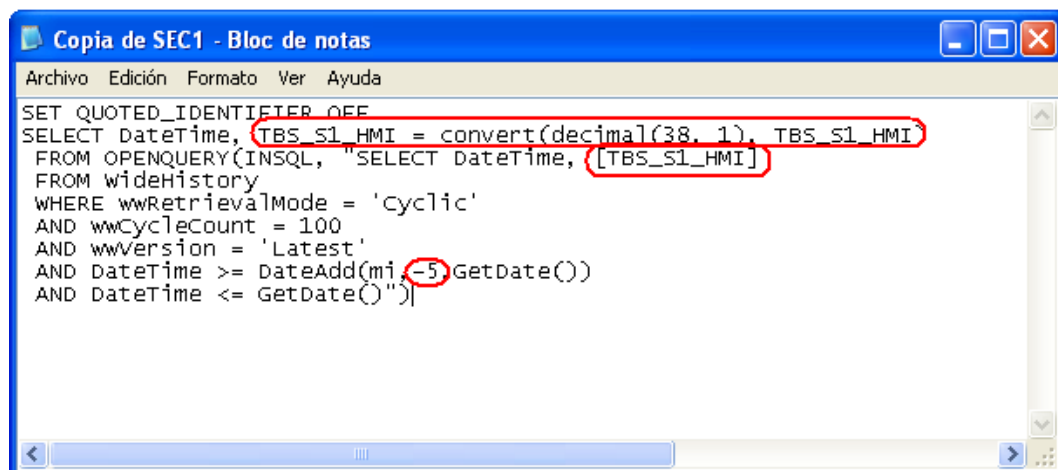 Copia de SEC1 - Bloc de notas
Archivo Edición Formato Ver Ayuda
SET QUOTED_IDENTIFIER OFF
SELECT DateTime, TBS_S1_HMI = convert(decimal(38, 1), TBS_S1_HMI)
FROM OPENQUERY(INSQL, "SELECT DateTime, [TBS_S1_HMI]
FROM WideHistory
WHERE wwRetrievalMode = 'Cyclic'
AND wwCycleCount = 100
AND wwVersion = 'Latest'
AND DateTime >= DateAdd(mi,-5,GetDate())
AND DateTime <= GetDate()")